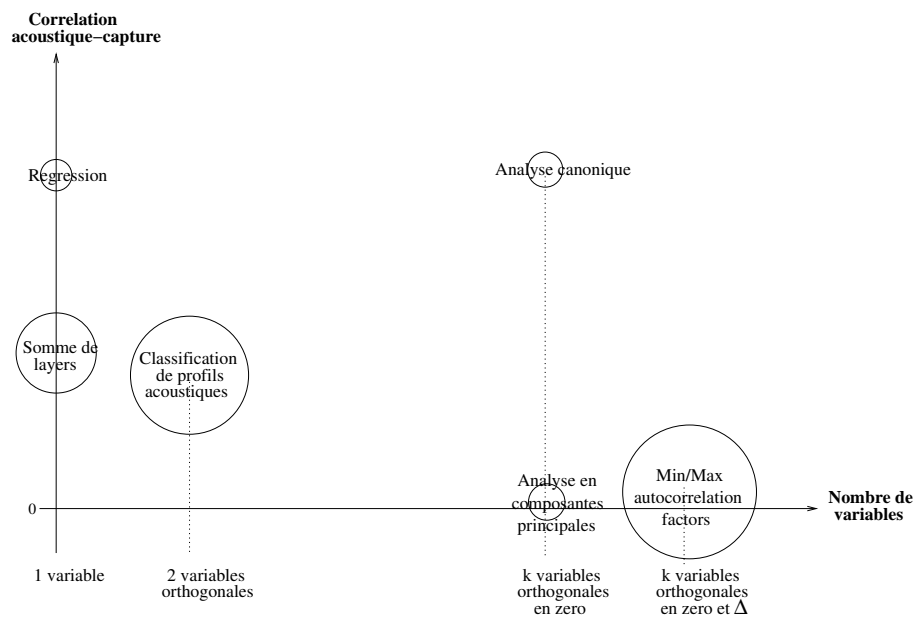 Correlation
acoustique−capture
Regression
Analyse canonique
Somme de
layers
Classification
de profils
acoustiques
Analyse en
composantes
principales
Min/Max
autocorrelation
factors
0
Nombre de
variables
1 variable
2 variables
orthogonales
k variables
orthogonales
en zero
k variables
orthogonales
en zero et Δ